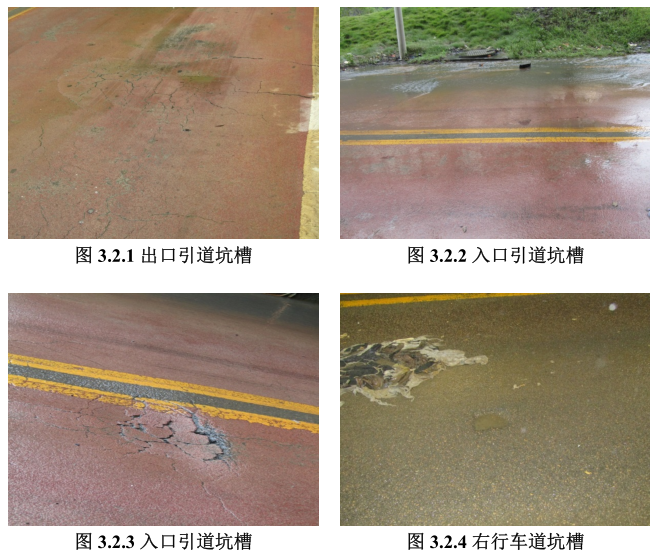 图 3.2.1 出口引道坑槽
图 3.2.2 入口引道坑槽
图 3.2.3 入口引道坑槽
图 3.2.4 右行车道坑槽